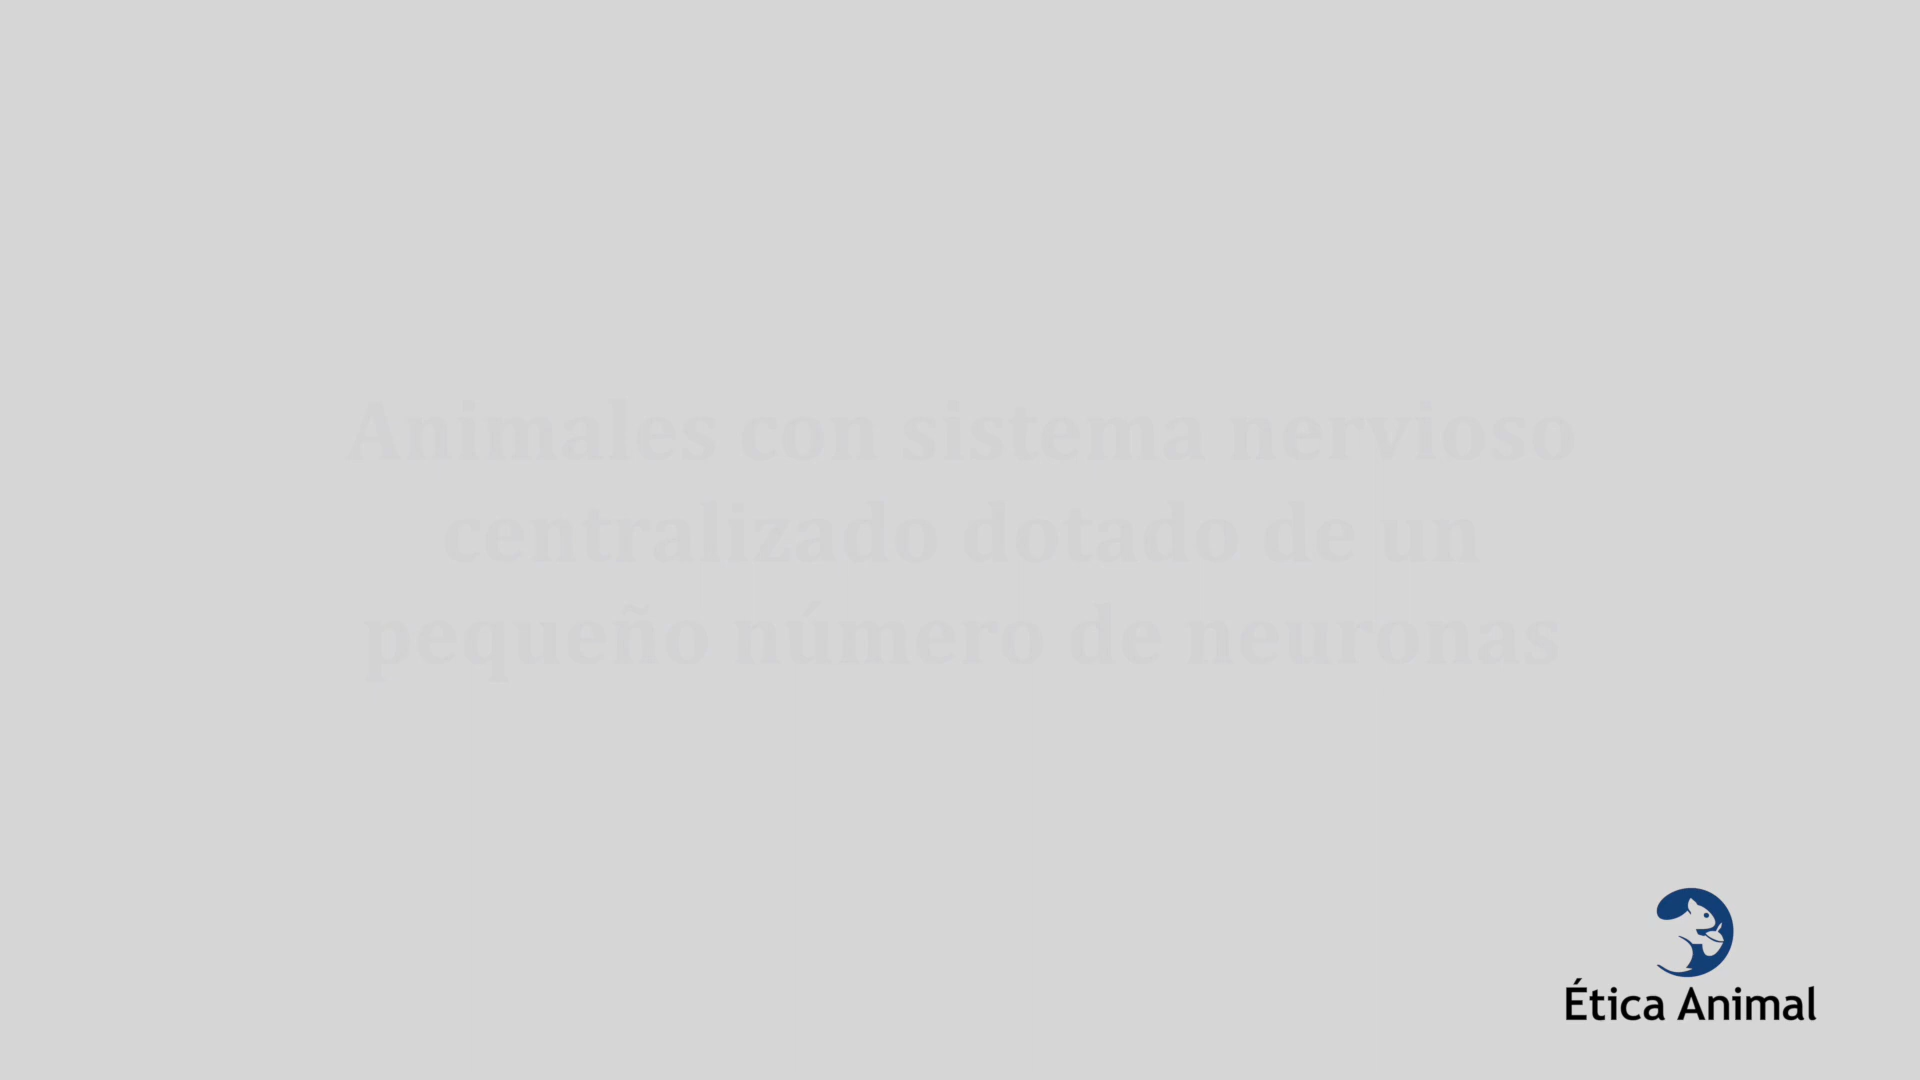 Animales con sistema nervioso
centralizado dotado de un
pequeño número de neuronas
Ética Animal